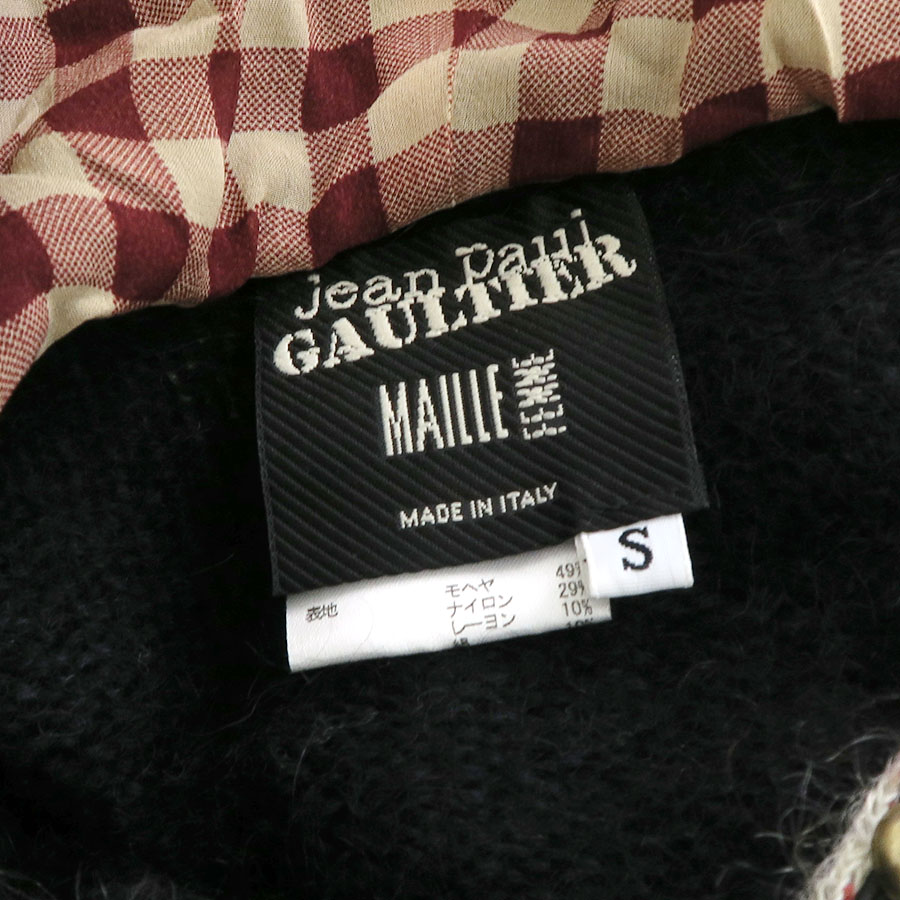 jean paul
GAULTIER
MAILLE FEMME
MADE IN ITALY
S
表地 モヘヤ 49%
ナイロン 29%
レーヨン 10%